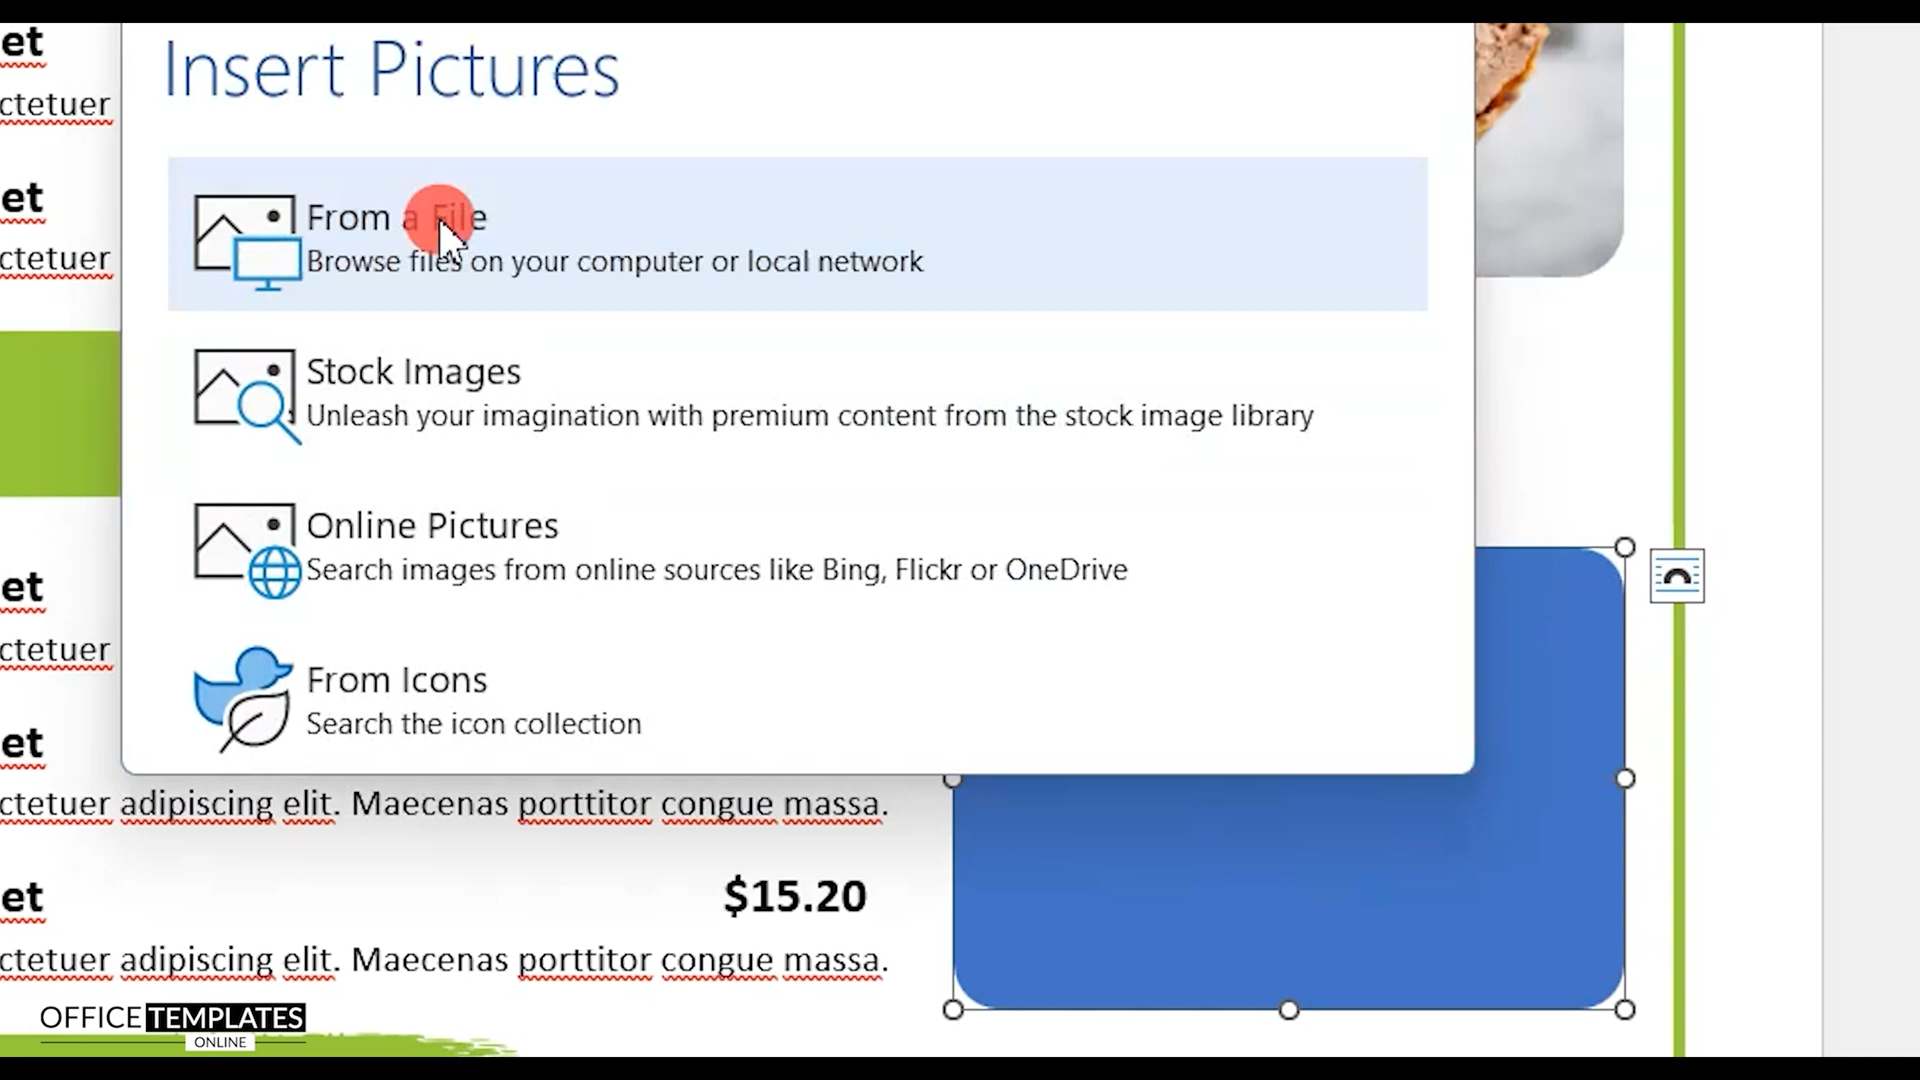 et
ctetuer
et
ctetuer
Insert Pictures
From a File
Browse files on your computer or local network
Stock Images
Unleash your imagination with premium content from the stock image library
Online Pictures
Search images from online sources like Bing, Flickr or OneDrive
From Icons
Search the icon collection
et
ctetuer
et
ctetuer adipiscing elit. Maecenas porttitor congue massa.
et $15.20
ctetuer adipiscing elit. Maecenas porttitor congue massa.
OFFICE TEMPLATES
ONLINE